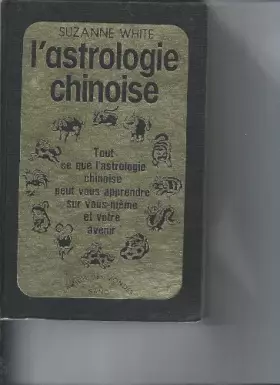 SUZANNE WHITE
l'astrologie
chinoise
Tout
ce que l'astrologie
chinoise
peut vous apprendre
sur vous-même
et votre
avenir